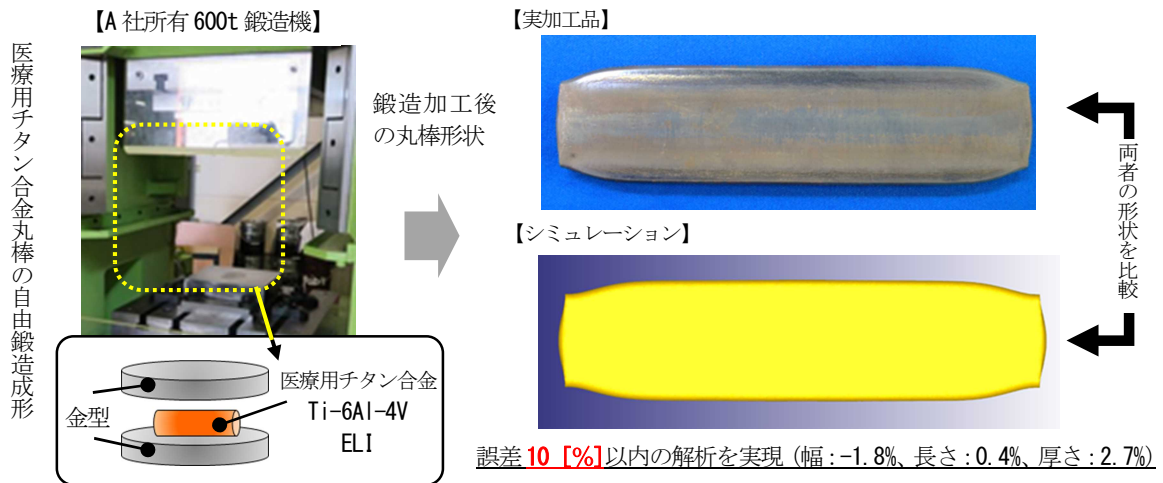 医療用チタン合金丸棒の自由鍛造成形
【A社所有600t鍛造機】
鍛造加工後
の丸棒形状
【実加工品】
【シミュレーション】
両者の形状を比較
金型
医療用チタン合金
Ti-6Al-4V
ELI
誤差10 [%]以内の解析を実現（幅:-1.8%、長さ:0.4%、厚さ:2.7%）